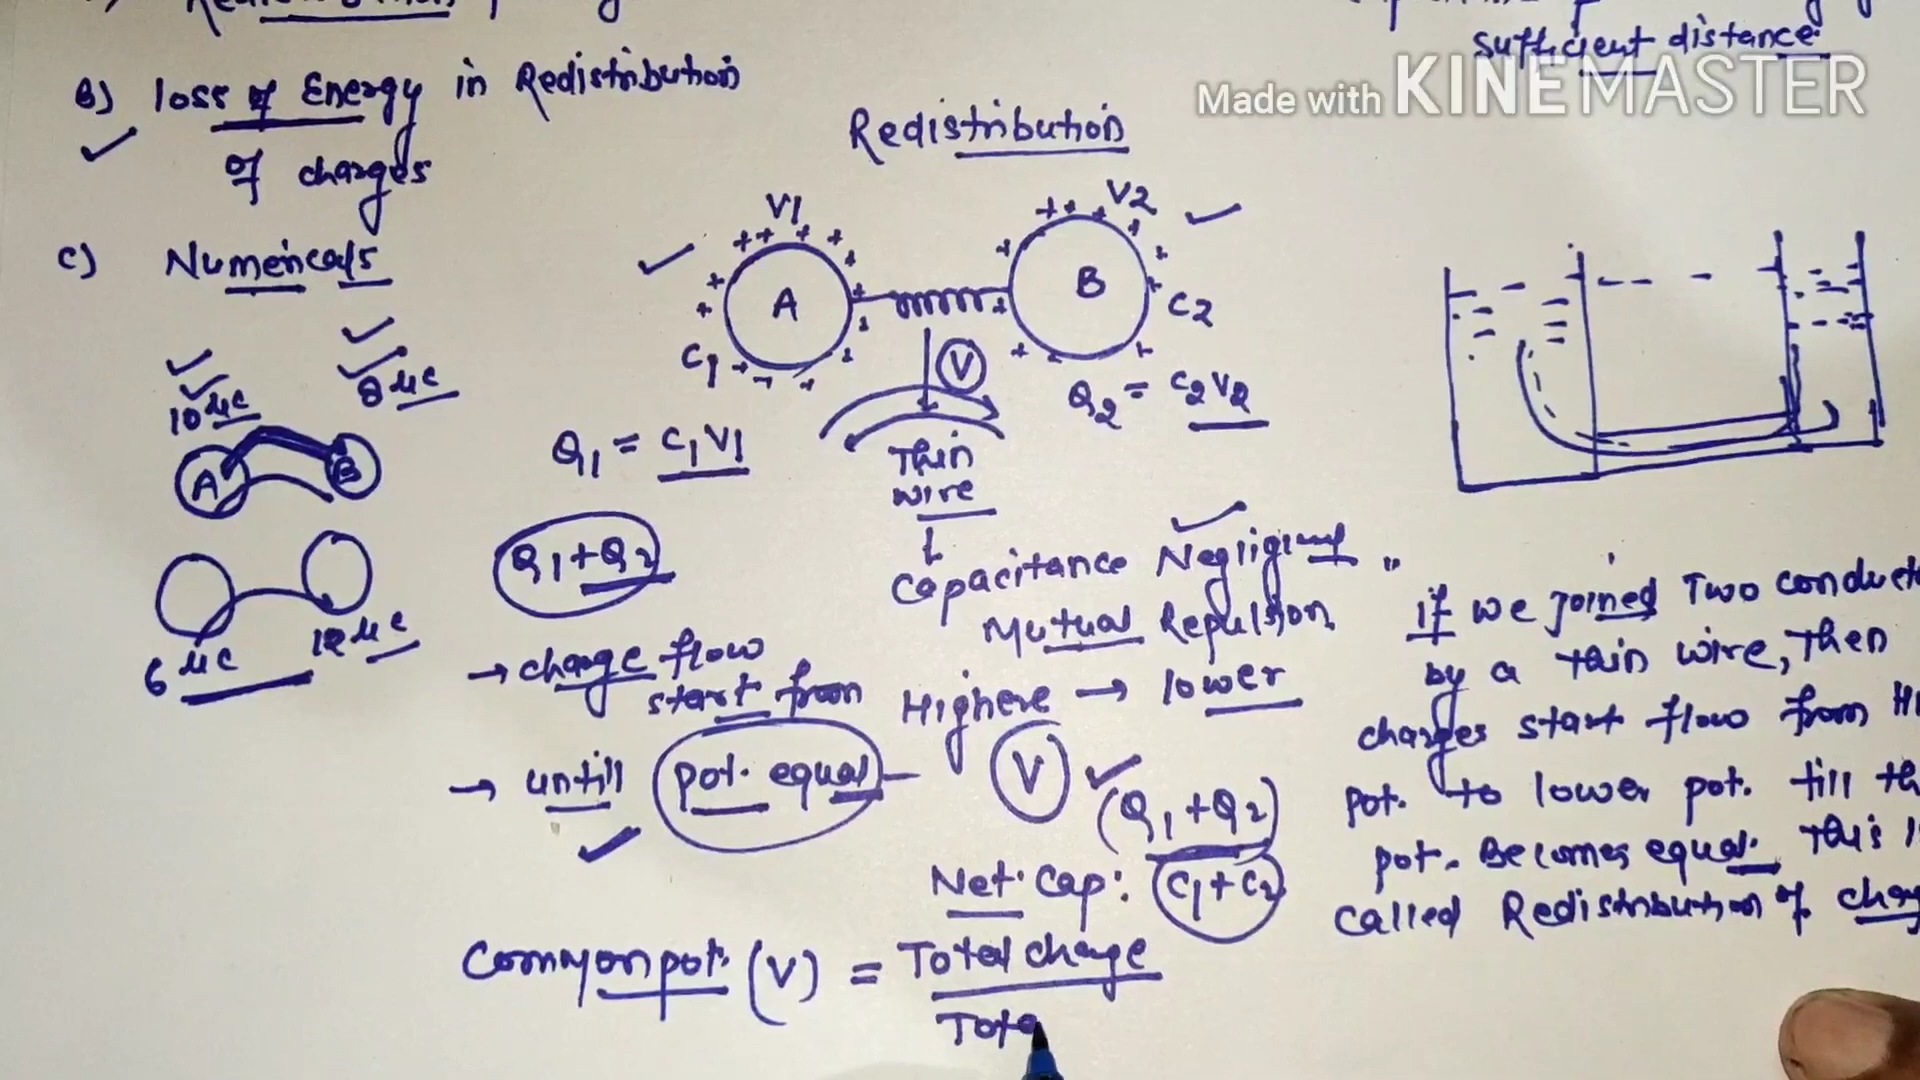 Redistribution
sufficient distance
Made with KINEMASTER
B) loss of Energy in Redistribution
of charges
Redistribution
V1
V2
C) Numericals
A
B
C1
C2
V
10 μc
8 μc
A
B
Q1 = C1V1
Q2 = C2V2
Thin
wire
Q1+Q2
Capacitance
Mutual Repulsion
6 μc
12 μc
→ charge flow
start from Highere → lower
→ untill pot. equal V
(Q1+Q2)
Net. Cap: C1+C2
Common pot. (V) = Total charge
Tota
" if we joined Two conduct
by a thin wire, Then
charges start flow from Hi
pot. to lower pot. till th
pot. Becomes equal. This i
called Redistribution of charg